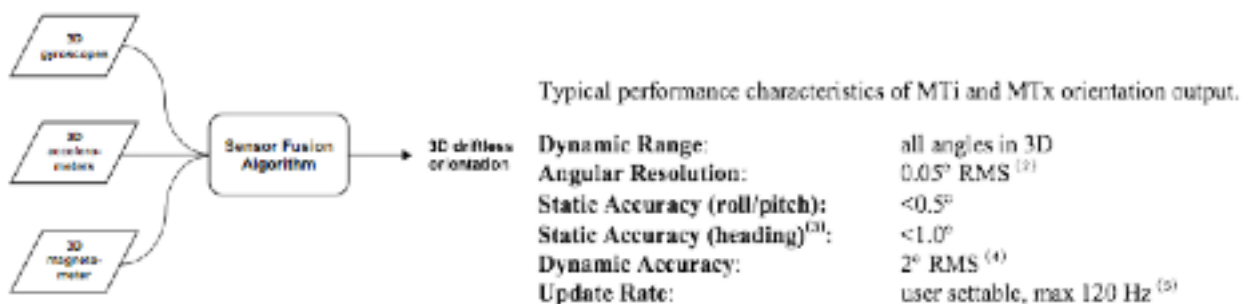 3D
gyroscopes
3D
accelero-
meters
3D
magneto-
meter
Sensor Fusion
Algorithm
3D driftless
orientation
Typical performance characteristics of MTi and MTx orientation output.
Dynamic Range: all angles in 3D
Angular Resolution: 0.05° RMS (2)
Static Accuracy (roll/pitch): <0.5°
Static Accuracy (heading)(3): <1.0°
Dynamic Accuracy: 2° RMS (4)
Update Rate: user settable, max 120 Hz (5)